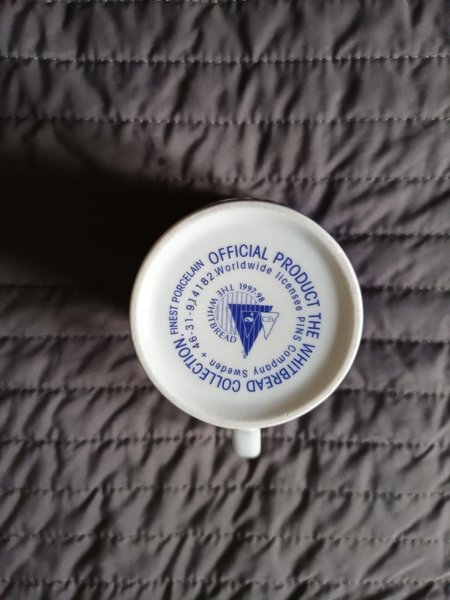 OFFICIAL PRODUCT THE WHITBREAD COLLECTION FINEST PORCELAIN
Worldwide licensee PINS Company Sweden + 46-31-914182.
THE WHITBREAD
1997-98